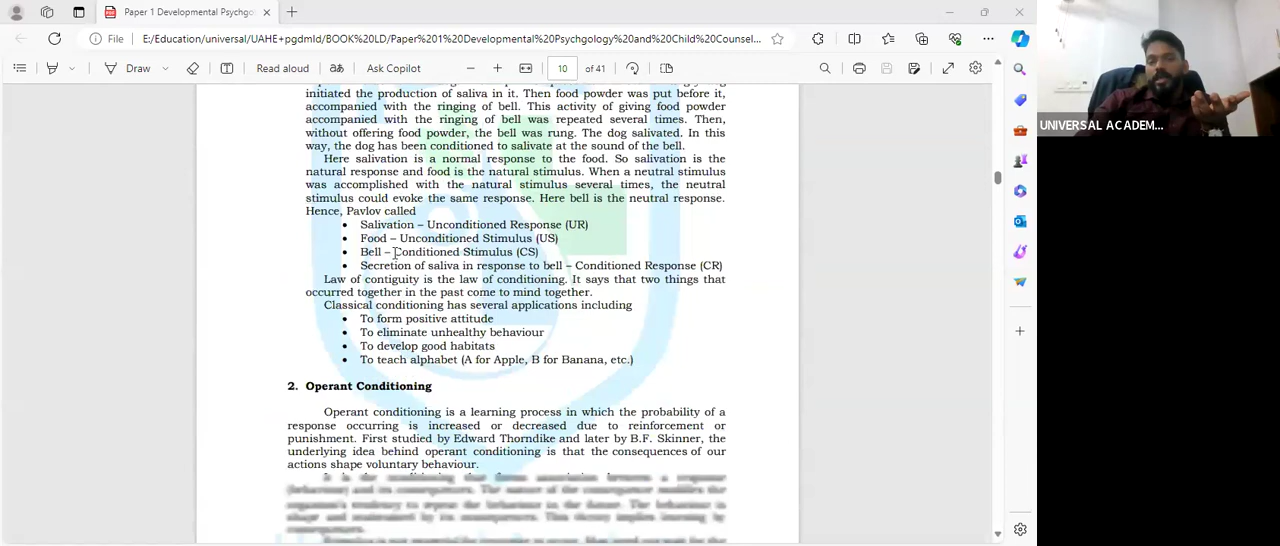 Paper 1 Developmental Psychgo
File
E:/Education/universal/UAHE+pgdmld/BOOK%20LD/Paper%201%20Developmental%20Psychgology%20and%20Child%20Counsel...
Draw
Read aloud
Ask Copilot
10 of 41
initiated the production of saliva in it. Then food powder was put before it,
accompanied with the ringing of bell. This activity of giving food powder
accompanied with the ringing of bell was repeated several times. Then,
without offering food powder, the bell was rung. The dog salivated. In this
way, the dog has been conditioned to salivate at the sound of the bell.
Here salivation is a normal response to the food. So salivation is the
natural response and food is the natural stimulus. When a neutral stimulus
was accomplished with the natural stimulus several times, the neutral
stimulus could evoke the same response. Here bell is the neutral response.
Hence, Pavlov called
• Salivation – Unconditioned Response (UR)
• Food – Unconditioned Stimulus (US)
• Bell – Conditioned Stimulus (CS)
• Secretion of saliva in response to bell – Conditioned Response (CR)
Law of contiguity is the law of conditioning. It says that two things that
occurred together in the past come to mind together.
Classical conditioning has several applications including
• To form positive attitude
• To eliminate unhealthy behaviour
• To develop good habitats
• To teach alphabet (A for Apple, B for Banana, etc.)
2. Operant Conditioning
Operant conditioning is a learning process in which the probability of a
response occurring is increased or decreased due to reinforcement or
punishment. First studied by Edward Thorndike and later by B.F. Skinner, the
underlying idea behind operant conditioning is that the consequences of our
actions shape voluntary behaviour.
UNIVERSAL ACADEM...